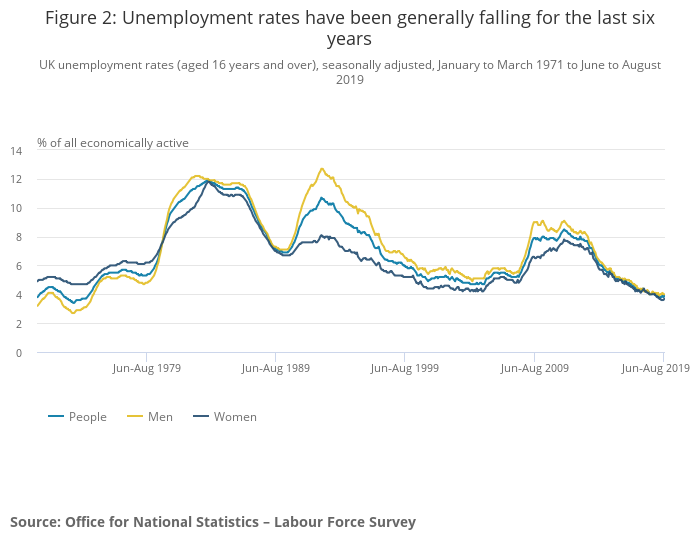 Figure 2: Unemployment rates have been generally falling for the last six
years
UK unemployment rates (aged 16 years and over), seasonally adjusted, January to March 1971 to June to August
2019
% of all economically active
14
12
10
8
6
4
2
0
Jun-Aug 1979 Jun-Aug 1989 Jun-Aug 1999 Jun-Aug 2009 Jun-Aug 2019
People Men Women
Source: Office for National Statistics – Labour Force Survey